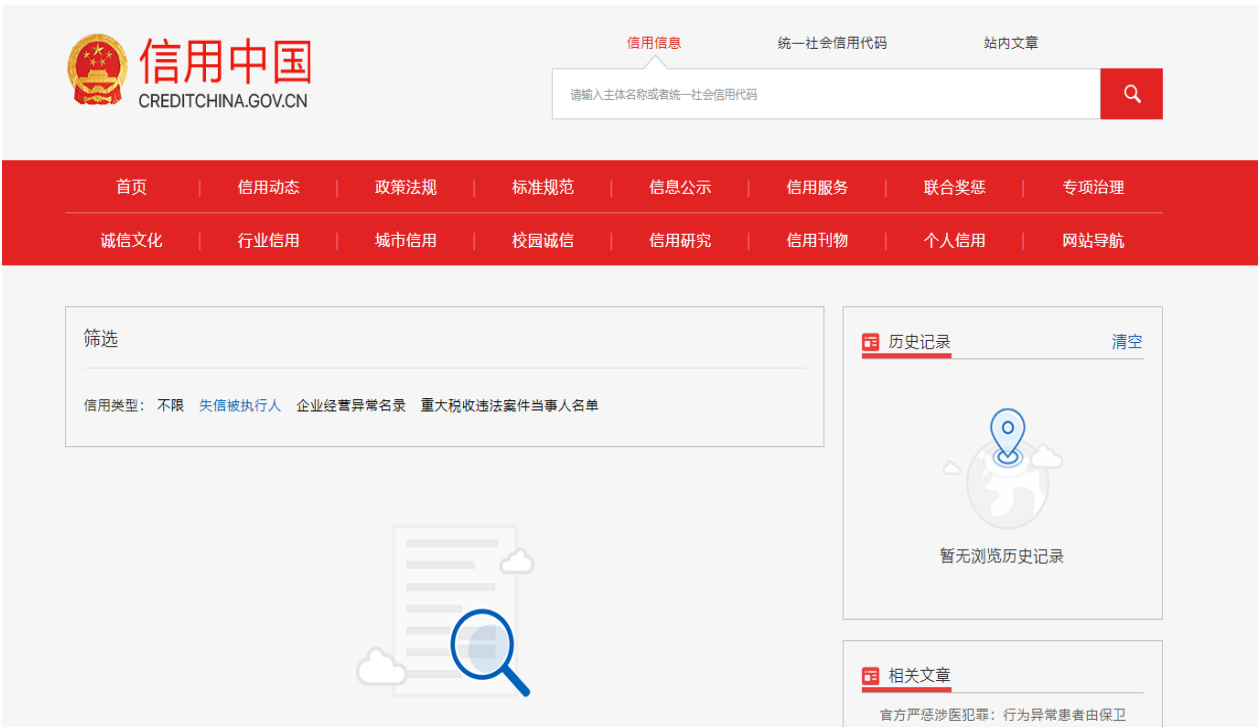 信用中国
CREDITCHINA.GOV.CN
信用信息 统一社会信用代码 站内文章
请输入主体名称或者统一社会信用代码
首页 信用动态 政策法规 标准规范 信息公示 信用服务 联合奖惩 专项治理
诚信文化 行业信用 城市信用 校园诚信 信用研究 信用刊物 个人信用 网站导航
筛选
信用类型： 不限 失信被执行人 企业经营异常名录 重大税收违法案件当事人名单
历史记录 清空
暂无浏览历史记录
相关文章
官方严惩涉医犯罪：行为异常患者由保卫